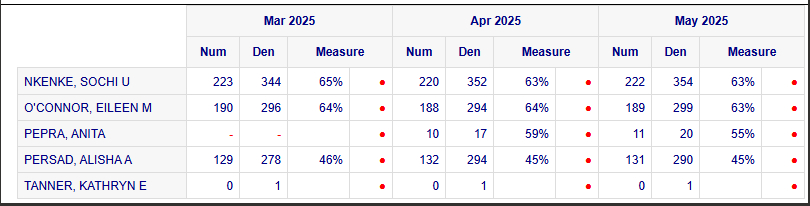 Mar 2025 Apr 2025 May 2025
Num Den Measure Num Den Measure Num Den Measure
NKENKE, SOCHI U 223 344 65% 220 352 63% 222 354 63%
O'CONNOR, EILEEN M 190 296 64% 188 294 64% 189 299 63%
PEPRA, ANITA - - 10 17 59% 11 20 55%
PERSAD, ALISHA A 129 278 46% 132 294 45% 131 290 45%
TANNER, KATHRYN E 0 1 0 1 0 1